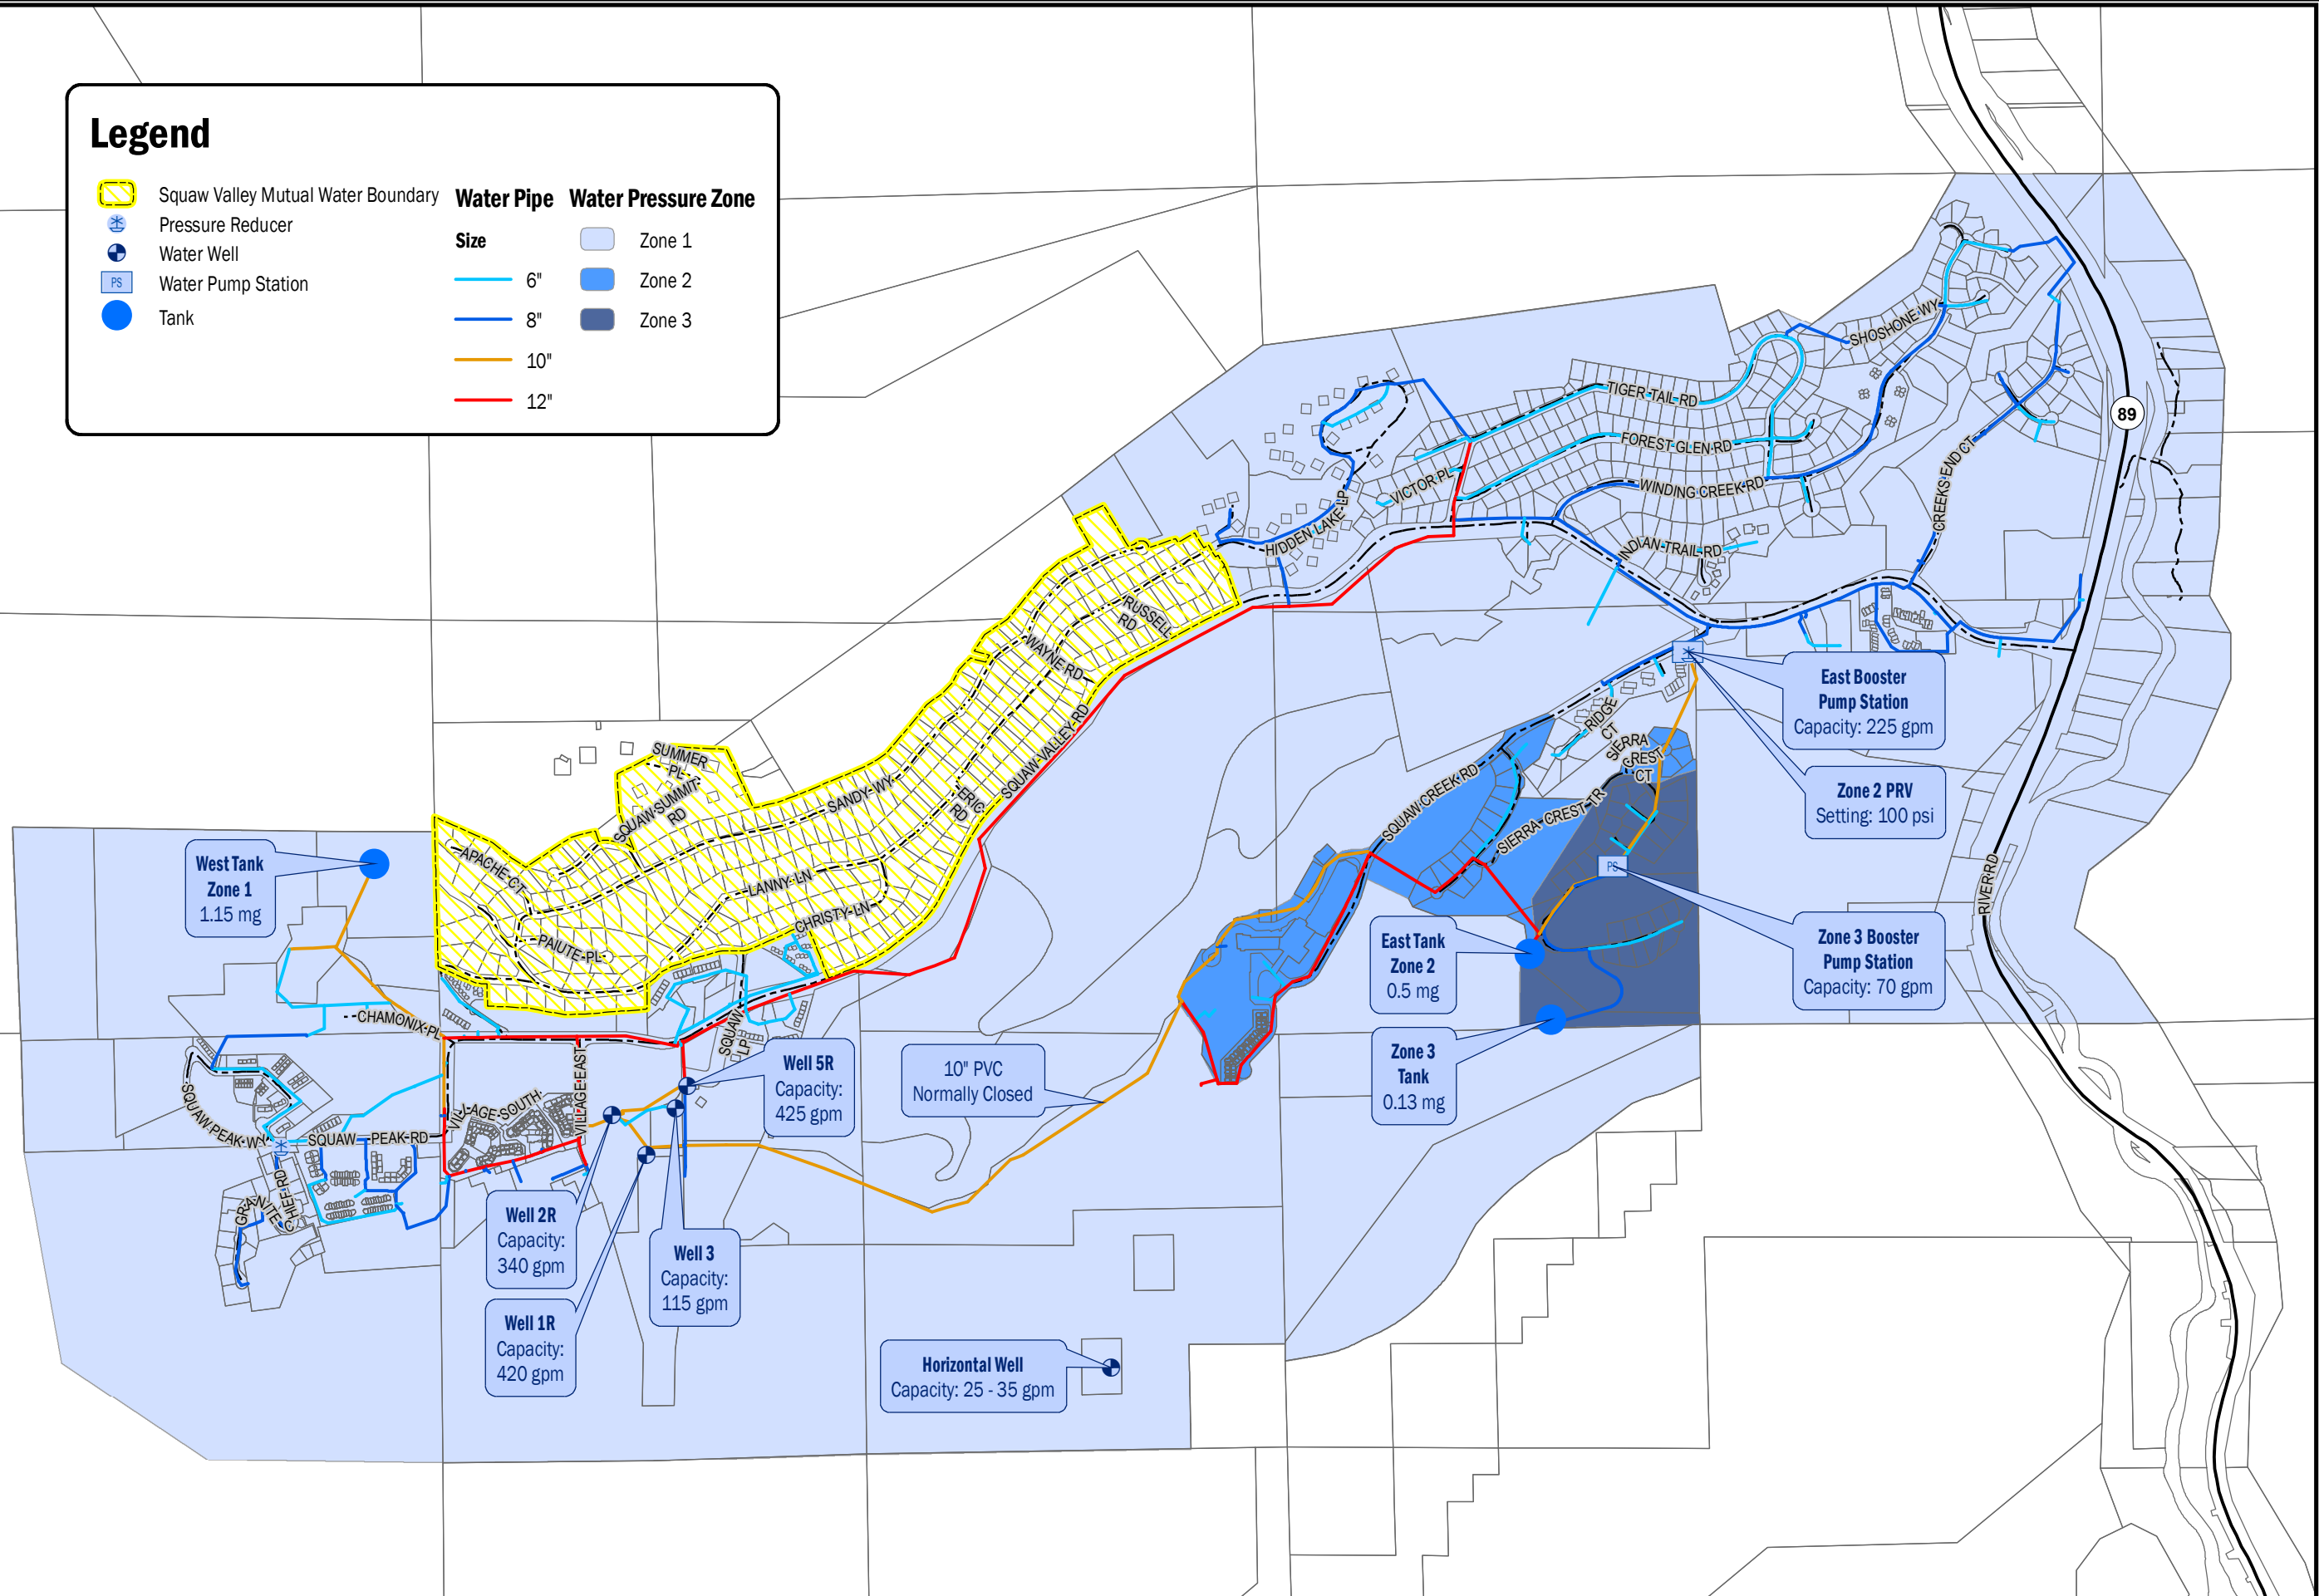 Legend
Squaw Valley Mutual Water Boundary
Pressure Reducer
Water Well
PS
Water Pump Station
Tank
Water Pipe
Size
6"
8"
10"
12"
Water Pressure Zone
Zone 1
Zone 2
Zone 3
SHOSHONE WY
TIGER TAIL RD
FOREST GLEN RD
VICTOR PL
WINDING CREEK RD
HIDDEN LAKE LP
INDIAN TRAIL RD
CREEKS END CT
89
RIVER RD
RUSSELL
RD
WAYNE RD
SQUAW VALLEY RD
SUMMER
PL
SQUAW SUMMIT
RD
SANDY WY
ERIC
RD
APACHE CT
LANNY LN
CHRISTY LN
PAIUTE PL
East Booster
Pump Station
Capacity: 225 gpm
Zone 2 PRV
Setting: 100 psi
RIDGE
CT
SIERRA
CREST
CT
SQUAW CREEK RD
SIERRA CREST TR
PS
West Tank
Zone 1
1.15 mg
East Tank
Zone 2
0.5 mg
Zone 3 Booster
Pump Station
Capacity: 70 gpm
Zone 3
Tank
0.13 mg
CHAMONIX PL
SQUAW
LP
VILLAGE EAST
VILLAGE SOUTH
SQUAW PEAK WY
SQUAW PEAK RD
GRANITE
CHIEF RD
Well 5R
Capacity:
425 gpm
10" PVC
Normally Closed
Well 2R
Capacity:
340 gpm
Well 3
Capacity:
115 gpm
Well 1R
Capacity:
420 gpm
Horizontal Well
Capacity: 25 - 35 gpm